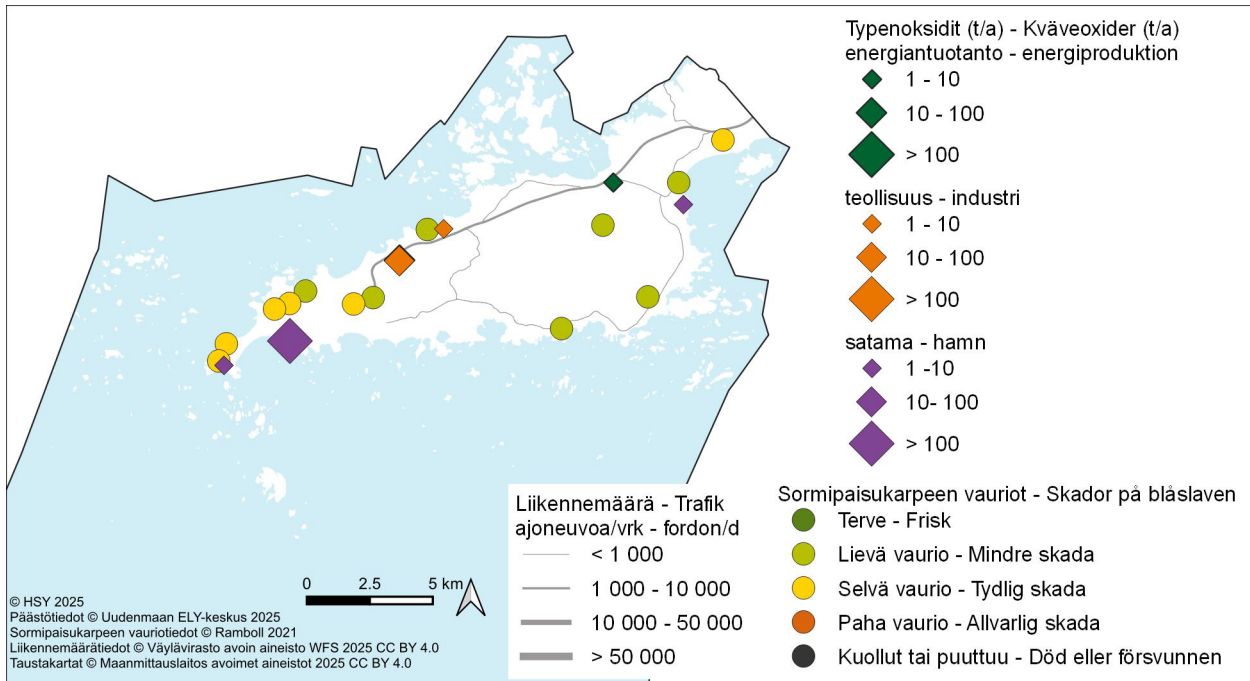 Typenoksidit (t/a) - Kväveoxider (t/a)
energiantuotanto - energiproduktion
1 - 10
10 - 100
> 100
teollisuus - industri
1 - 10
10 - 100
> 100
satama - hamn
1 -10
10- 100
> 100
Liikennemäärä - Trafik
ajoneuvoa/vrk - fordon/d
< 1 000
1 000 - 10 000
10 000 - 50 000
> 50 000
Sormipaisukarpeen vauriot - Skador på blåslaven
Terve - Frisk
Lievä vaurio - Mindre skada
Selvä vaurio - Tydlig skada
Paha vaurio - Allvarlig skada
Kuollut tai puuttuu - Död eller försvunnen
0 2.5 5 km
© HSY 2025
Päästötiedot © Uudenmaan ELY-keskus 2025
Sormipaisukarpeen vauriotiedot © Ramboll 2021
Liikennemäärätiedot © Väylävirasto avoin aineisto WFS 2025 CC BY 4.0
Taustakartat © Maanmittauslaitos avoimet aineistot 2025 CC BY 4.0